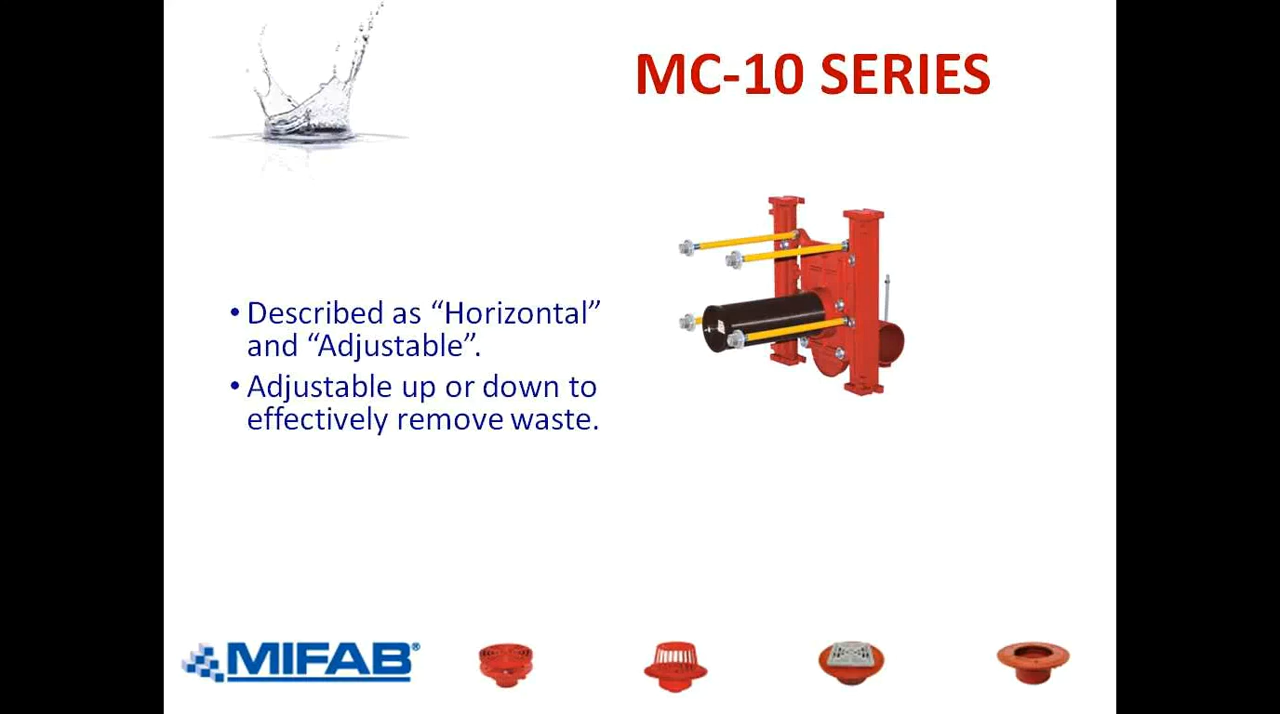 MC-10 SERIES
• Described as “Horizontal”
and “Adjustable”.
• Adjustable up or down to
effectively remove waste.
MIFAB®